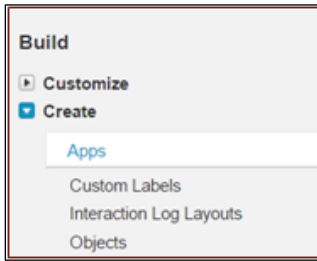 Build
Customize
Create
Apps
Custom Labels
Interaction Log Layouts
Objects